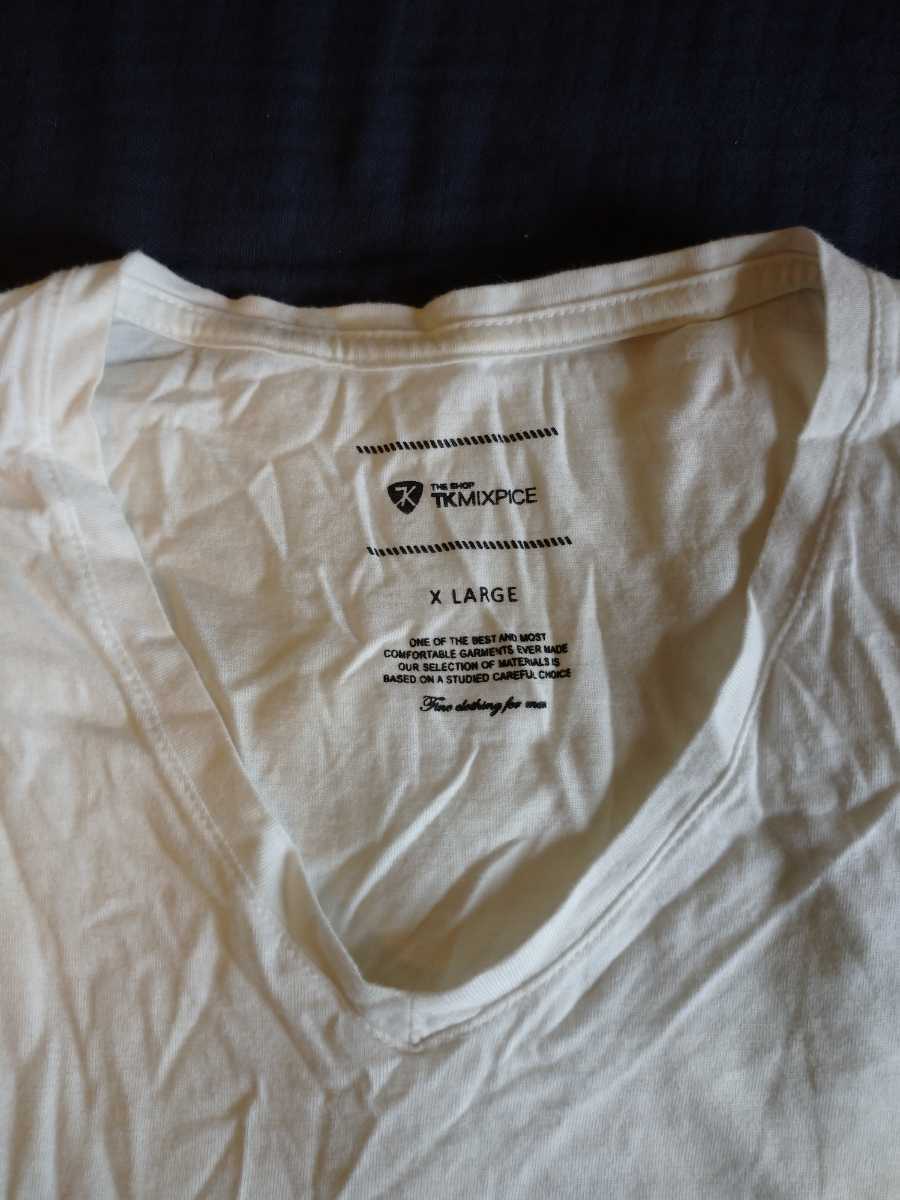 TK
THE SHOP
TKMIXPICE
X LARGE
ONE OF THE BEST AND MOST
COMFORTABLE GARMENTS EVER MADE
OUR SELECTION OF MATERIALS IS
BASED ON A STUDIED CAREFUL CHOICE
Fine clothing for men